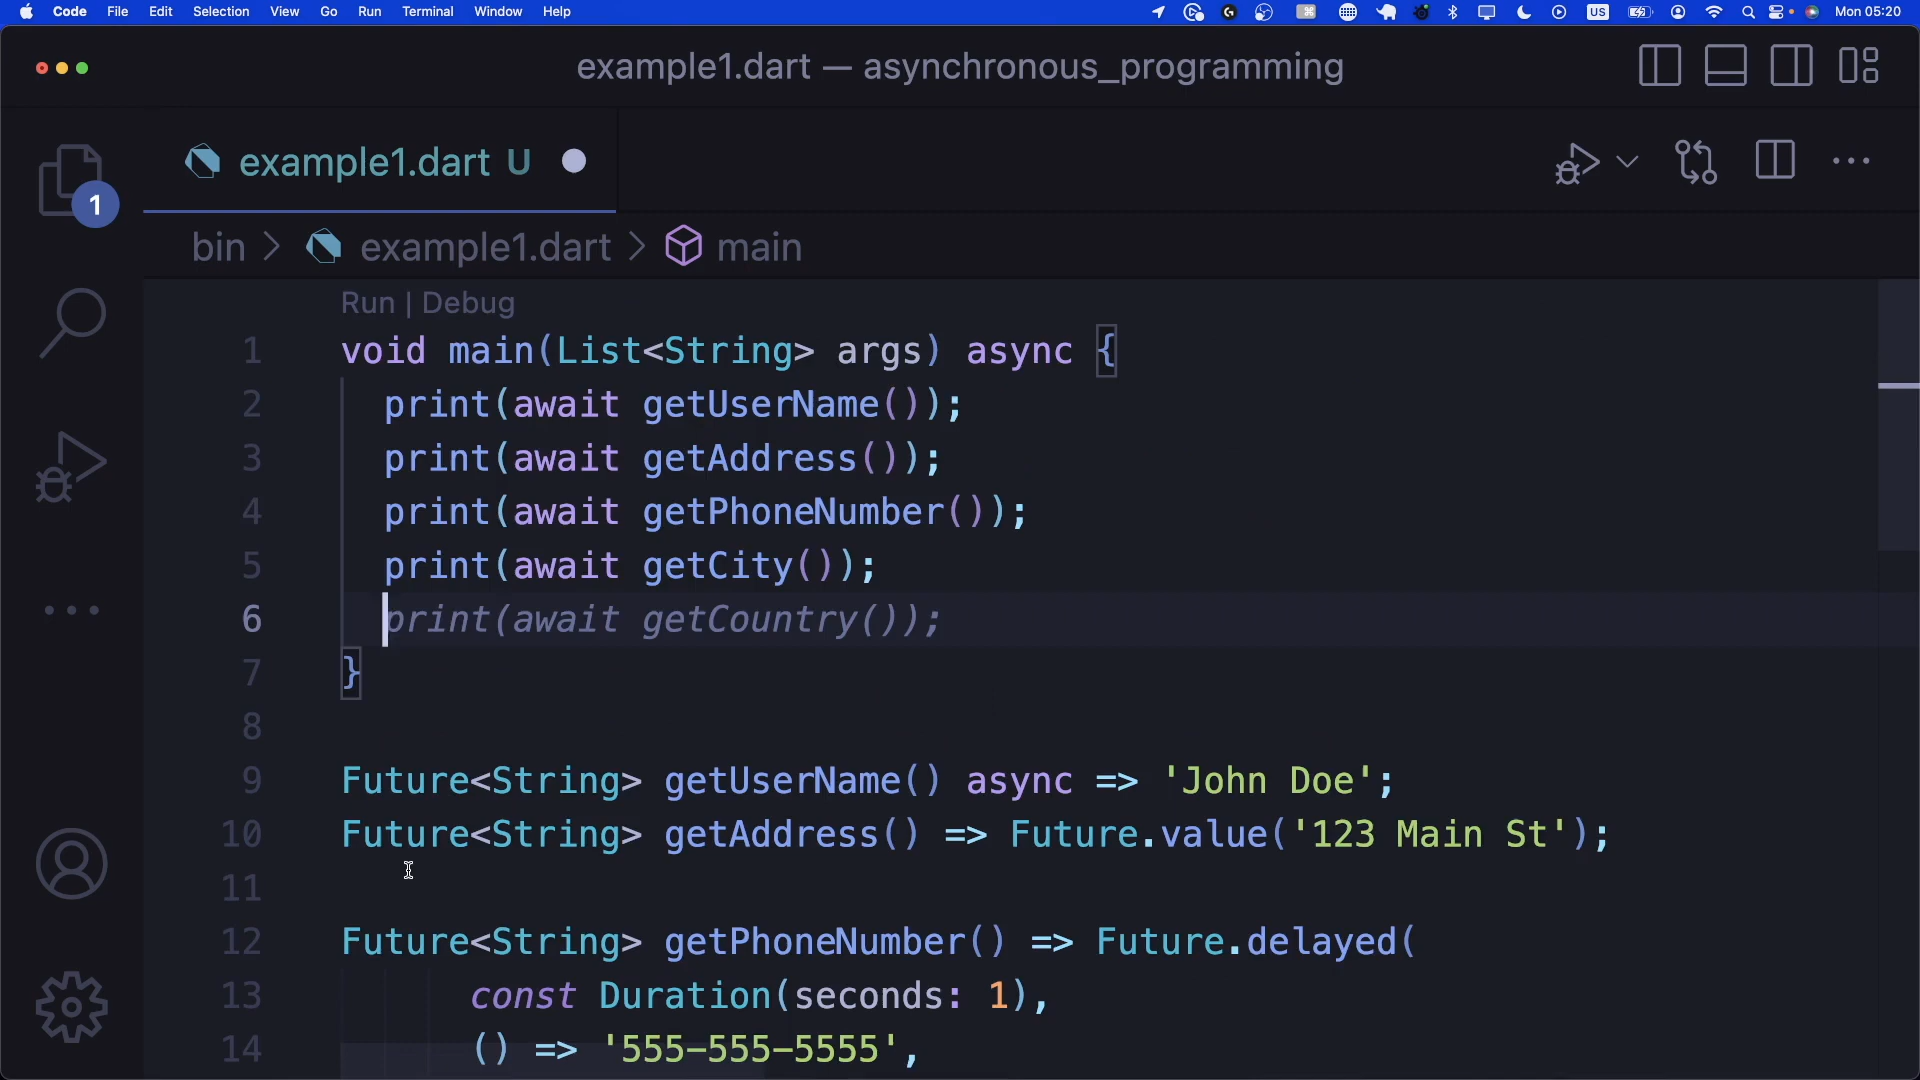 Code File Edit Selection View Go Run Terminal Window Help US Mon 05:20
example1.dart — asynchronous_programming
example1.dart U
1
bin > example1.dart > main
Run | Debug
1 void main(List<String> args) async {
2 print(await getUserName());
3 print(await getAddress());
4 print(await getPhoneNumber());
5 print(await getCity());
6 print(await getCountry());
7 }
8
9 Future<String> getUserName() async => 'John Doe';
10 Future<String> getAddress() => Future.value('123 Main St');
11
12 Future<String> getPhoneNumber() => Future.delayed(
13 const Duration(seconds: 1),
14 () => '555-555-5555',